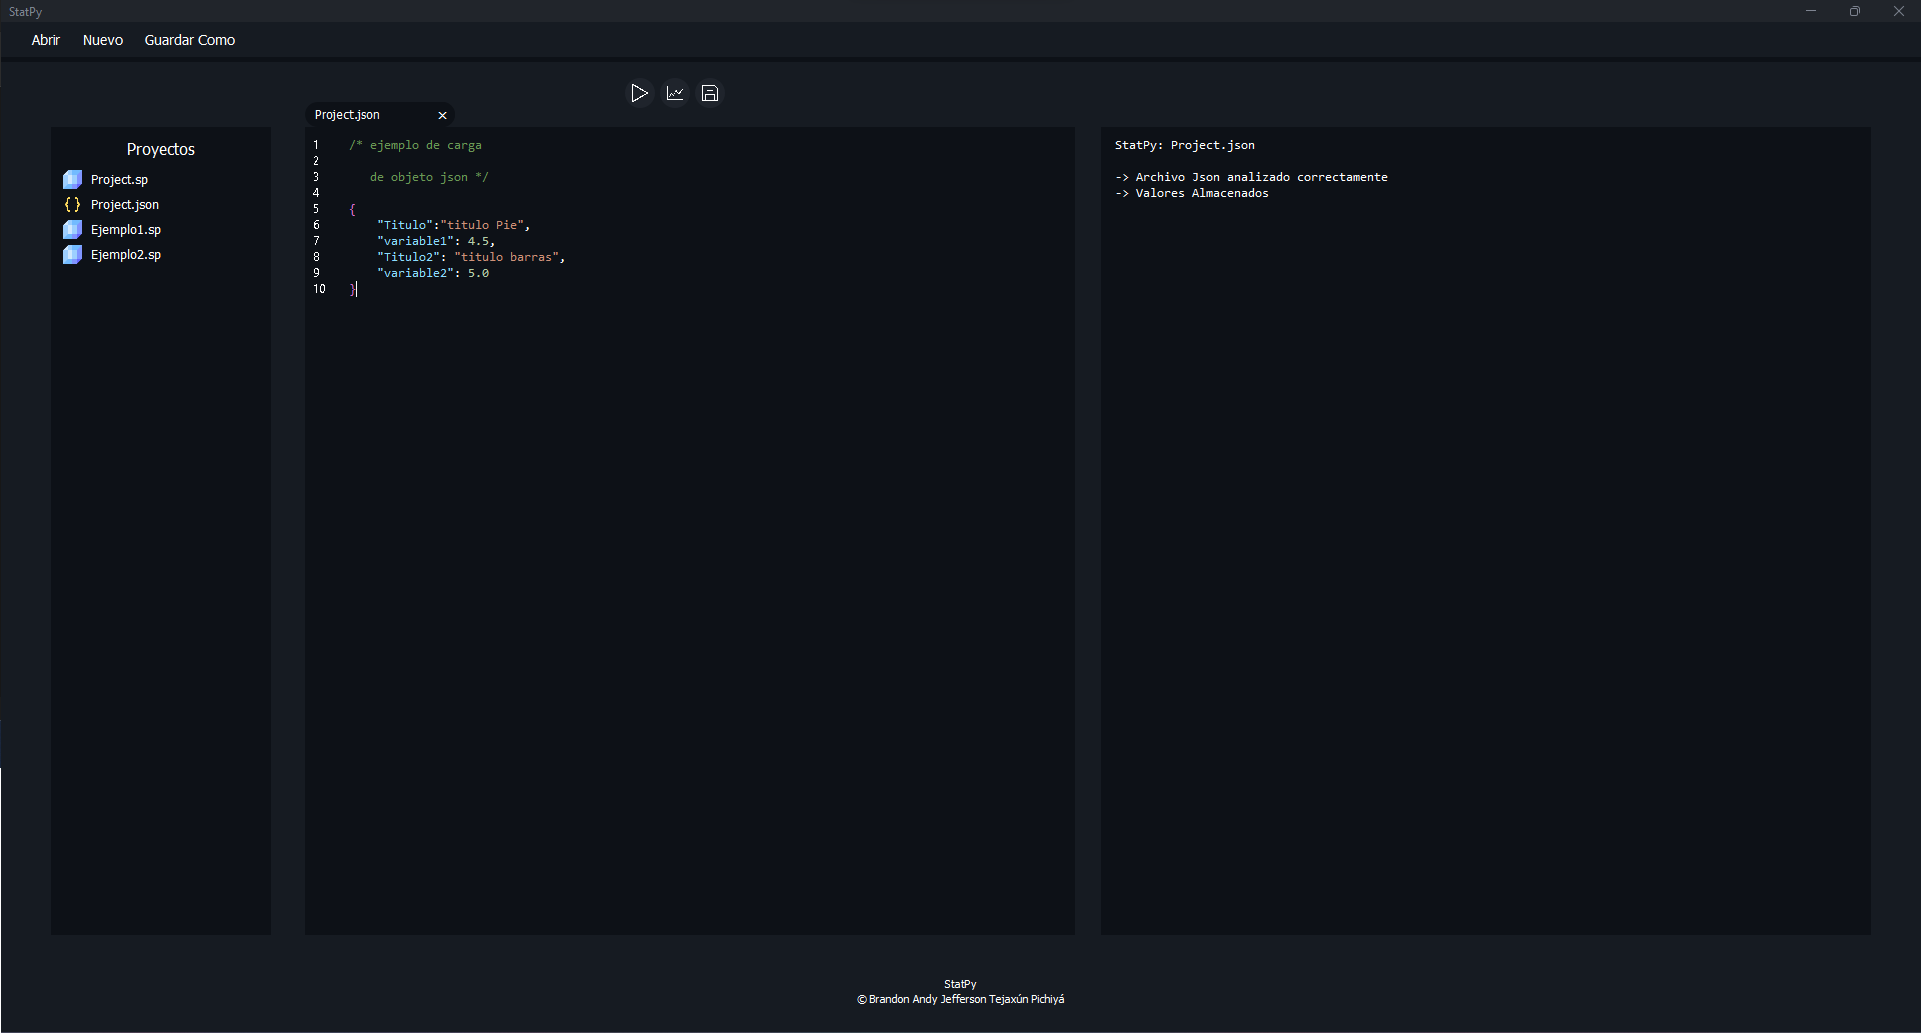 StatPy
Abrir Nuevo Guardar Como
Project.json
Proyectos
Project.sp
Project.json
Ejemplo1.sp
Ejemplo2.sp
1 /* ejemplo de carga
2
3 de objeto json */
4
5 {
6 "Titulo":"titulo Pie",
7 "variable1": 4.5,
8 "Titulo2": "titulo barras",
9 "variable2": 5.0
10 }
StatPy: Project.json
-> Archivo Json analizado correctamente
-> Valores Almacenados
StatPy
© Brandon Andy Jefferson Tejaxún Pichiyá